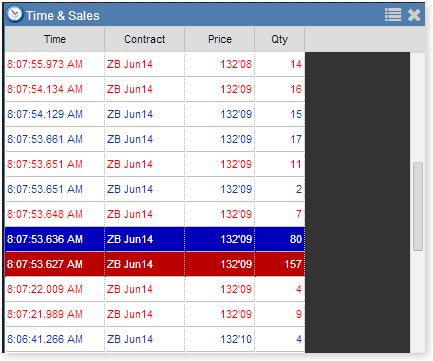 Time & Sales
Time Contract Price Qty
8:07:55.973 AM ZB Jun14 132'08 14
8:07:54.134 AM ZB Jun14 132'09 16
8:07:54.129 AM ZB Jun14 132'09 15
8:07:53.661 AM ZB Jun14 132'09 17
8:07:53.651 AM ZB Jun14 132'09 11
8:07:53.651 AM ZB Jun14 132'09 2
8:07:53.648 AM ZB Jun14 132'09 7
8:07:53.636 AM ZB Jun14 132'09 80
8:07:53.627 AM ZB Jun14 132'09 157
8:07:22.009 AM ZB Jun14 132'09 4
8:07:21.989 AM ZB Jun14 132'09 9
8:06:41.266 AM ZB Jun14 132'10 4